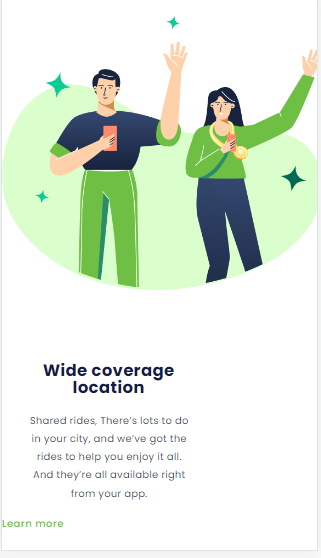 Wide coverage
location
Shared rides, There's lots to do
in your city, and we've got the
rides to help you enjoy it all.
And they're all available right
from your app.
Learn more